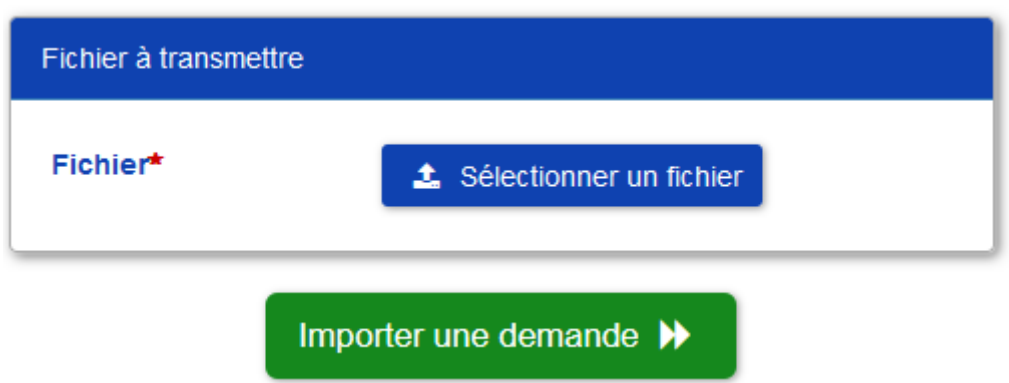 Fichier à transmettre
Fichier*
Sélectionner un fichier
Importer une demande